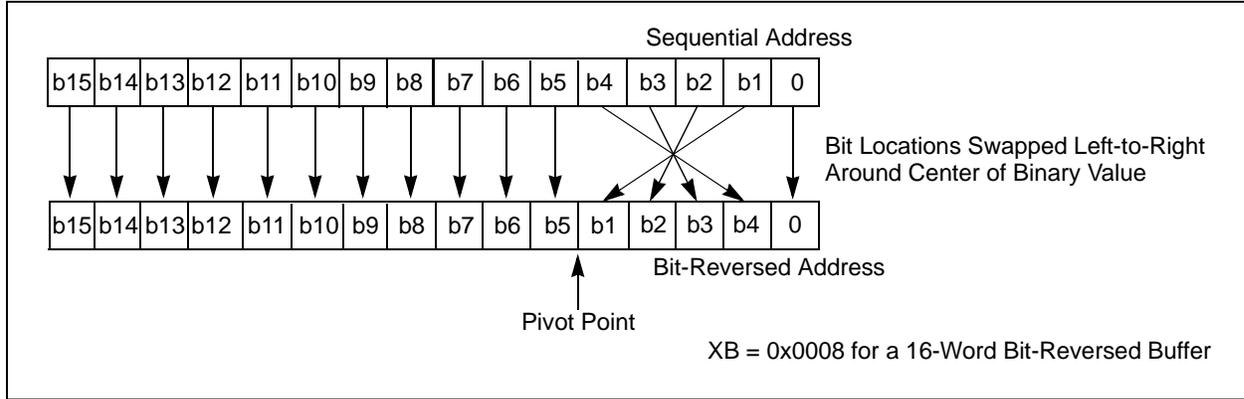 Sequential Address
b15 b14 b13 b12 b11 b10 b9 b8 b7 b6 b5 b4 b3 b2 b1 0
Bit Locations Swapped Left-to-Right
Around Center of Binary Value
b15 b14 b13 b12 b11 b10 b9 b8 b7 b6 b5 b1 b2 b3 b4 0
Bit-Reversed Address
Pivot Point
XB = 0x0008 for a 16-Word Bit-Reversed Buffer